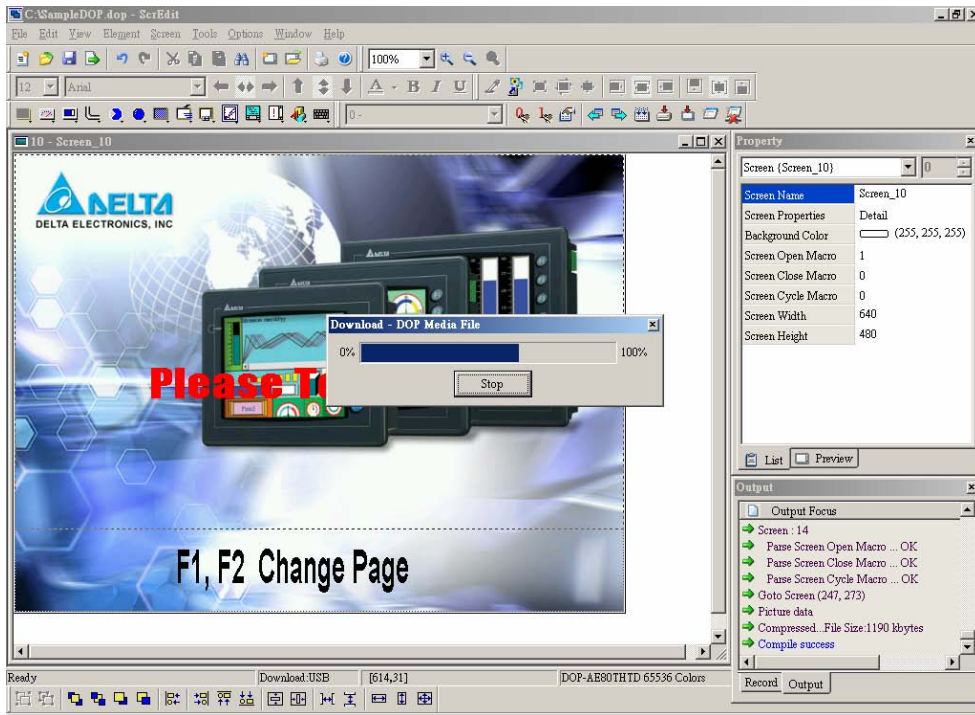 C:\SampleDOP.dop - ScrEdit
File Edit View Element Screen Tools Options Window Help
100%
12 Arial
A - B I U
0 -
10 - Screen_10
DELTA
DELTA ELECTRONICS, INC
Please
F1, F2 Change Page
Download - DOP Media File
0% 100%
Stop
Property
Screen {Screen_10} 0
Screen Name Screen_10
Screen Properties Detail
Background Color (255, 255, 255)
Screen Open Macro 1
Screen Close Macro 0
Screen Cycle Macro 0
Screen Width 640
Screen Height 480
List Preview
Output
Output Focus
Screen : 14
Parse Screen Open Macro ... OK
Parse Screen Close Macro ... OK
Parse Screen Cycle Macro ... OK
Goto Screen (247, 273)
Picture data
Compressed...File Size:1190 kbytes
Compile success
Record Output
Ready Download:USB [614,31] DOP-AE80THTD 65536 Colors